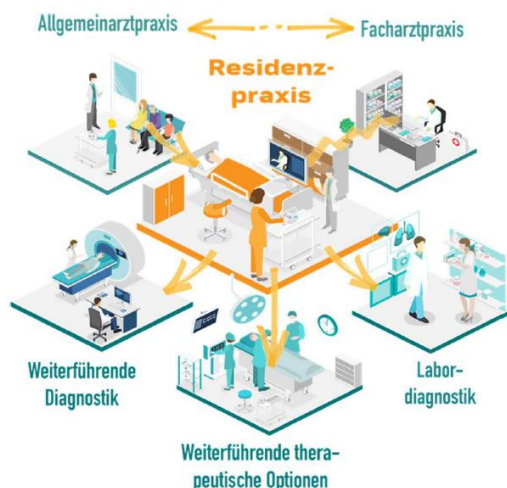 Allgemeinarztpraxis
Facharztpraxis
Residenz-
praxis
Weiterführende
Diagnostik
Labor-
diagnostik
Weiterführende thera-
peutische Optionen